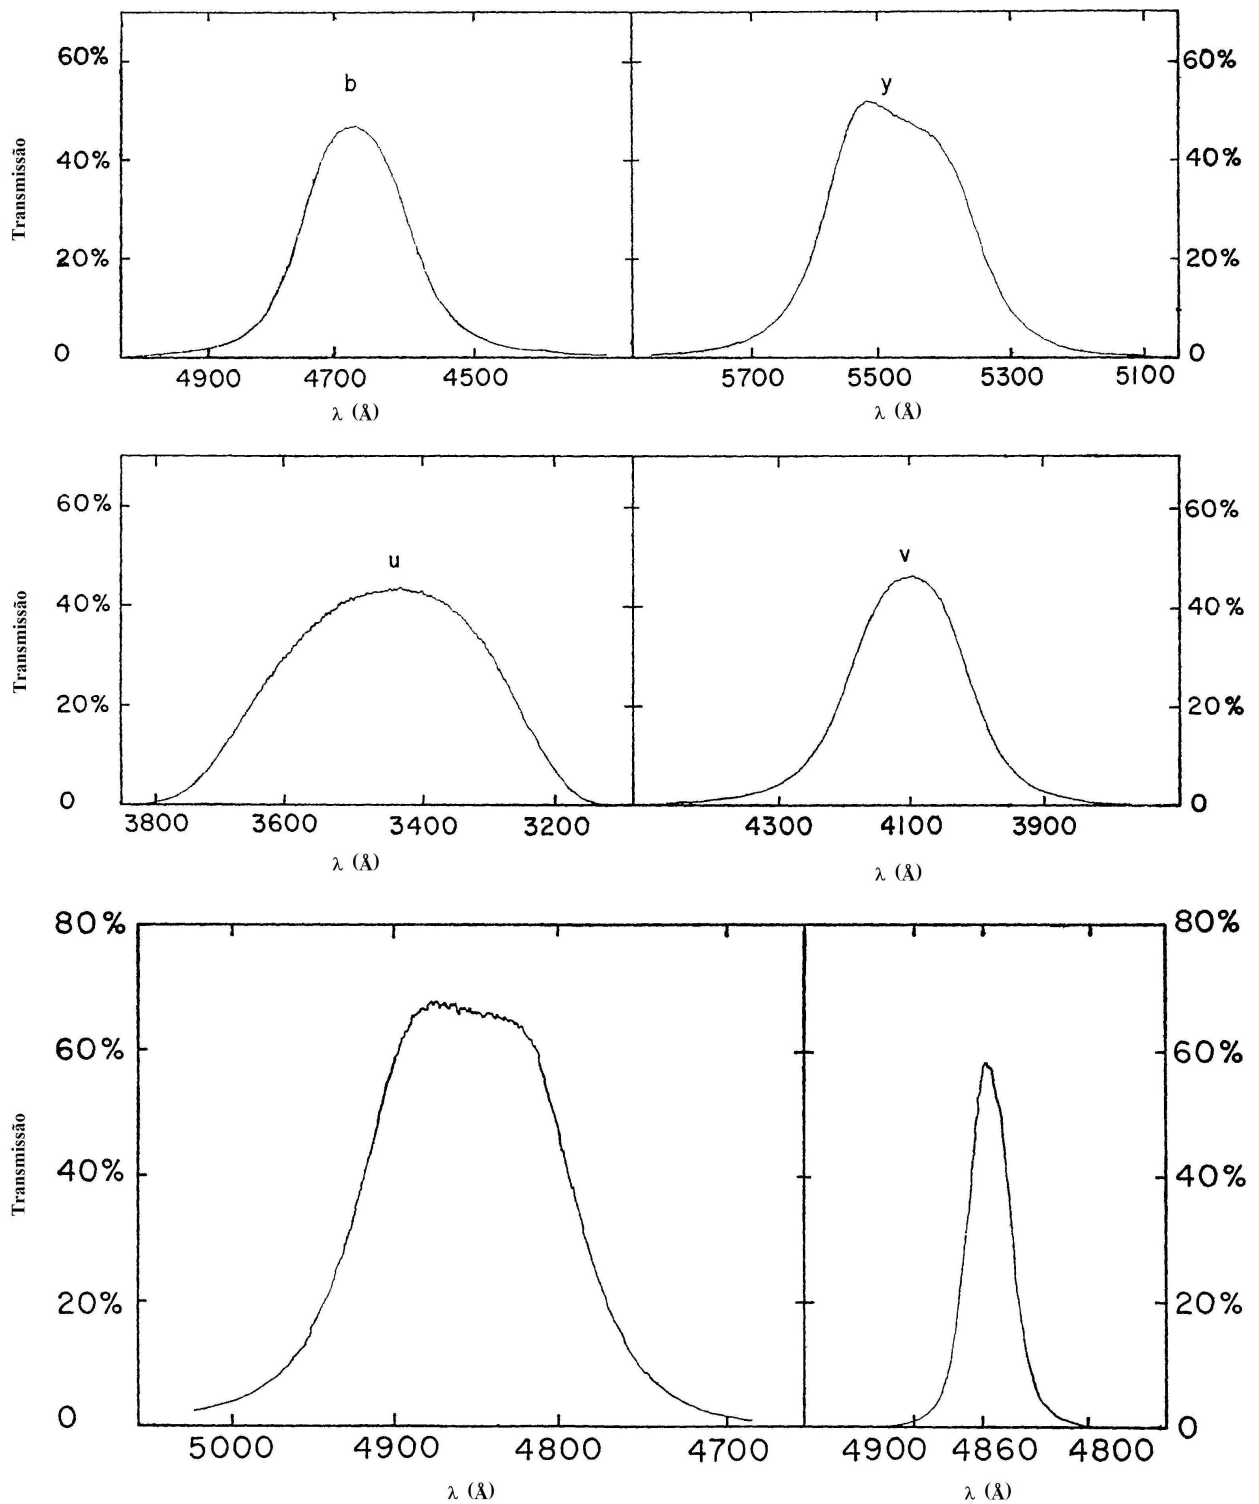 60% b y 60%
Transmissão
40% 40%
20% 20%
0 0
4900 4700 4500 5700 5500 5300 5100
λ (Å) λ (Å)
60% 60%
u v
Transmissão
40% 40%
20% 20%
0 0
3800 3600 3400 3200 4300 4100 3900
λ (Å) λ (Å)
80% 80%
60% 60%
Transmissão
40% 40%
20% 20%
0 0
5000 4900 4800 4700 4900 4860 4800
λ (Å) λ (Å)